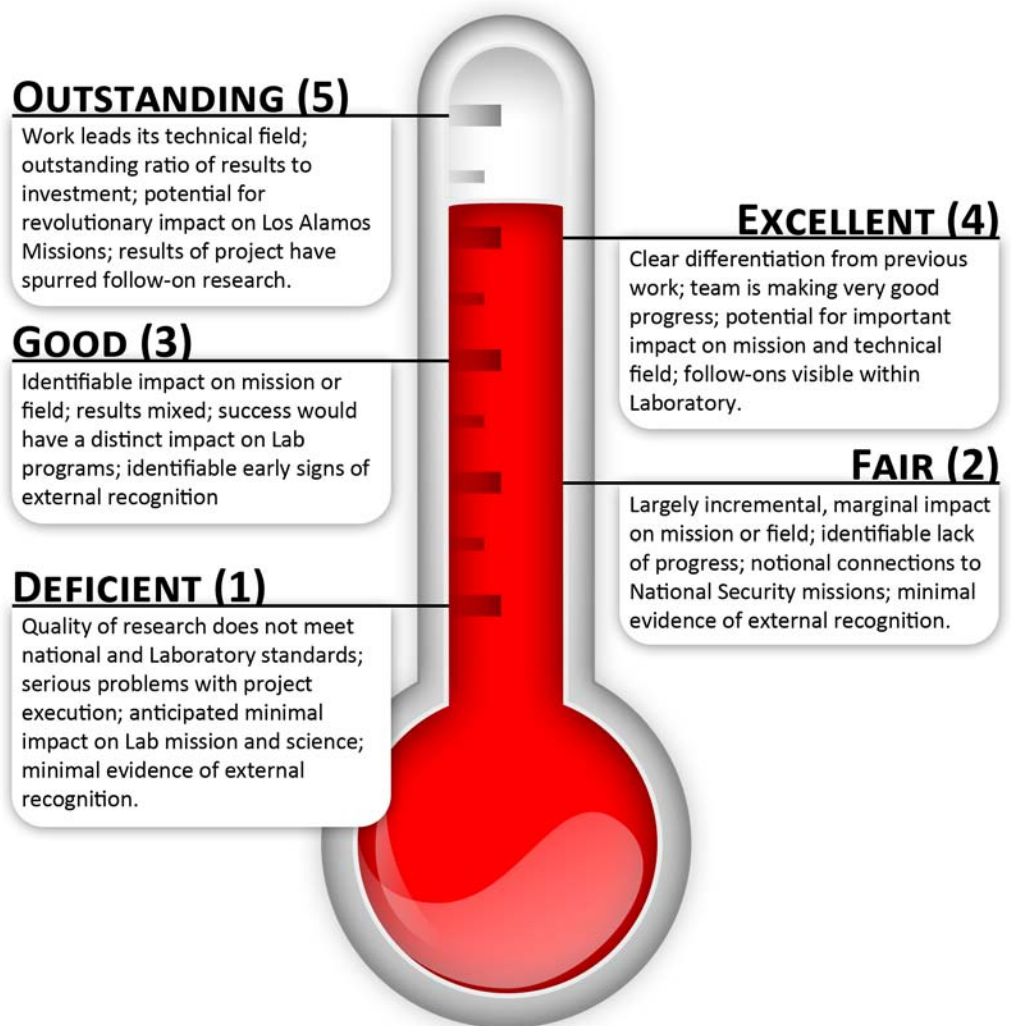 OUTSTANDING (5)
Work leads its technical field;
outstanding ratio of results to
investment; potential for
revolutionary impact on Los Alamos
Missions; results of project have
spurred follow-on research.
EXCELLENT (4)
Clear differentiation from previous
work; team is making very good
progress; potential for important
impact on mission and technical
field; follow-ons visible within
Laboratory.
GOOD (3)
Identifiable impact on mission or
field; results mixed; success would
have a distinct impact on Lab
programs; identifiable early signs of
external recognition
FAIR (2)
Largely incremental, marginal impact
on mission or field; identifiable lack
of progress; notional connections to
National Security missions; minimal
evidence of external recognition.
DEFICIENT (1)
Quality of research does not meet
national and Laboratory standards;
serious problems with project
execution; anticipated minimal
impact on Lab mission and science;
minimal evidence of external
recognition.